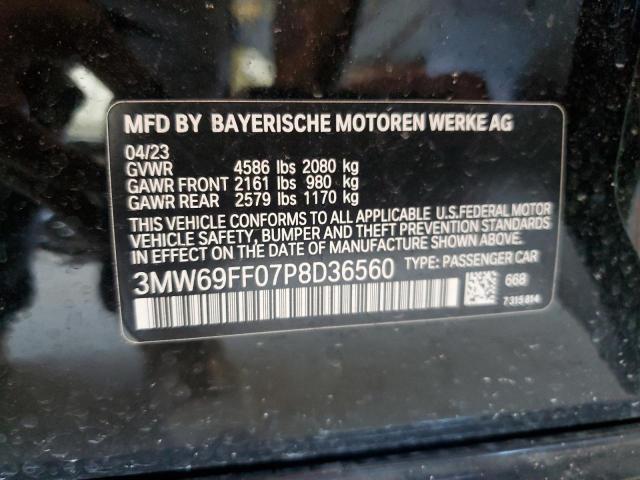 MFD BY BAYERISCHE MOTOREN WERKE AG
04/23
GVWR 4586 lbs 2080 kg
GAWR FRONT 2161 lbs 980 kg
GAWR REAR 2579 lbs 1170 kg
THIS VEHICLE CONFORMS TO ALL APPLICABLE U.S.FEDERAL MOTOR
VEHICLE SAFETY, BUMPER AND THEFT PREVENTION STANDARDS
IN EFFECT ON THE DATE OF MANUFACTURE SHOWN ABOVE.
3MW69FF07P8D36560 TYPE: PASSENGER CAR
668
7315814